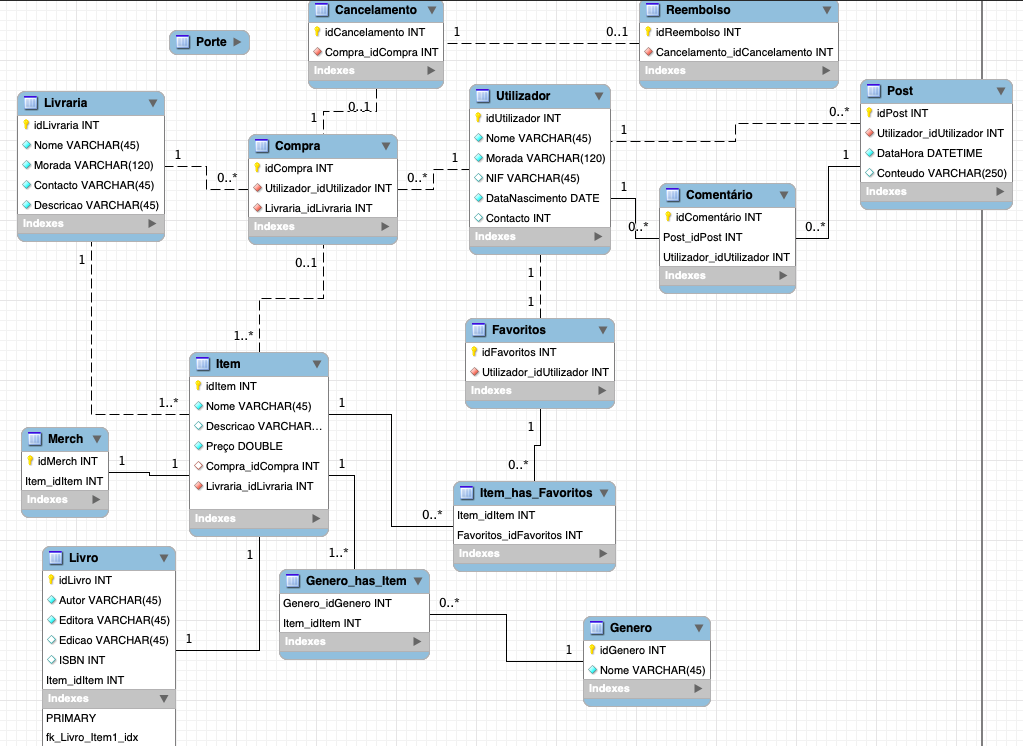 Cancelamento
idCancelamento INT
Compra_idCompra INT
Indexes
1
0..1
Reembolso
idReembolso INT
Cancelamento_idCancelamento INT
Indexes
Porte
0..1
1
Livraria
idLivraria INT
Nome VARCHAR(45)
Morada VARCHAR(120)
Contacto VARCHAR(45)
Descricao VARCHAR(45)
Indexes
1
0..*
Compra
idCompra INT
Utilizador_idUtilizador INT
Livraria_idLivraria INT
Indexes
0..*
1
Utilizador
idUtilizador INT
Nome VARCHAR(45)
Morada VARCHAR(120)
NIF VARCHAR(45)
DataNascimento DATE
Contacto INT
Indexes
1
0..*
Post
idPost INT
Utilizador_idUtilizador INT
DataHora DATETIME
Conteudo VARCHAR(250)
Indexes
1
0..*
Comentário
idComentário INT
Post_idPost INT
Utilizador_idUtilizador INT
Indexes
1
0..*
1
1
Favoritos
idFavoritos INT
Utilizador_idUtilizador INT
Indexes
1
0..*
1
1..*
0..1
1..*
Item
idItem INT
Nome VARCHAR(45)
Descricao VARCHAR...
Preço DOUBLE
Compra_idCompra INT
Livraria_idLivraria INT
Indexes
1
0..*
Item_has_Favoritos
Item_idItem INT
Favoritos_idFavoritos INT
Indexes
Merch
idMerch INT
Item_idItem INT
Indexes
1
1
1
1..*
Genero_has_Item
Genero_idGenero INT
Item_idItem INT
Indexes
0..*
1
Genero
idGenero INT
Nome VARCHAR(45)
Indexes
1
1
Livro
idLivro INT
Autor VARCHAR(45)
Editora VARCHAR(45)
Edicao VARCHAR(45)
ISBN INT
Item_idItem INT
Indexes
PRIMARY
fk_Livro_Item1_idx